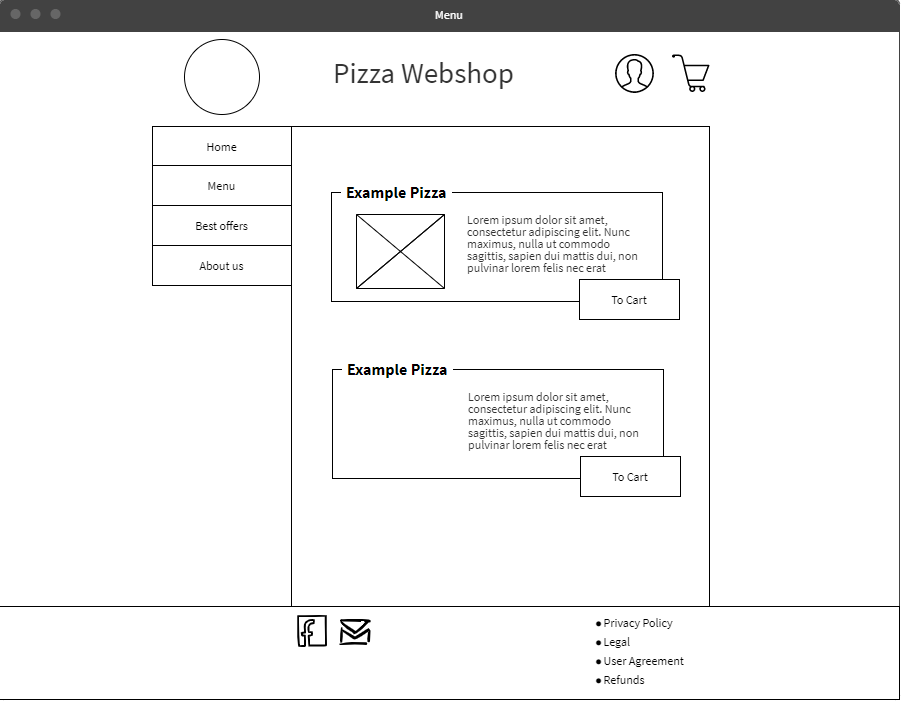 Menu
Pizza Webshop
Home
Menu
Best offers
About us
Example Pizza
Lorem ipsum dolor sit amet,
consectetur adipiscing elit. Nunc
maximus, nulla ut commodo
sagittis, sapien dui mattis dui, non
pulvinar lorem felis nec erat
To Cart
Example Pizza
Lorem ipsum dolor sit amet,
consectetur adipiscing elit. Nunc
maximus, nulla ut commodo
sagittis, sapien dui mattis dui, non
pulvinar lorem felis nec erat
To Cart
● Privacy Policy
● Legal
● User Agreement
● Refunds